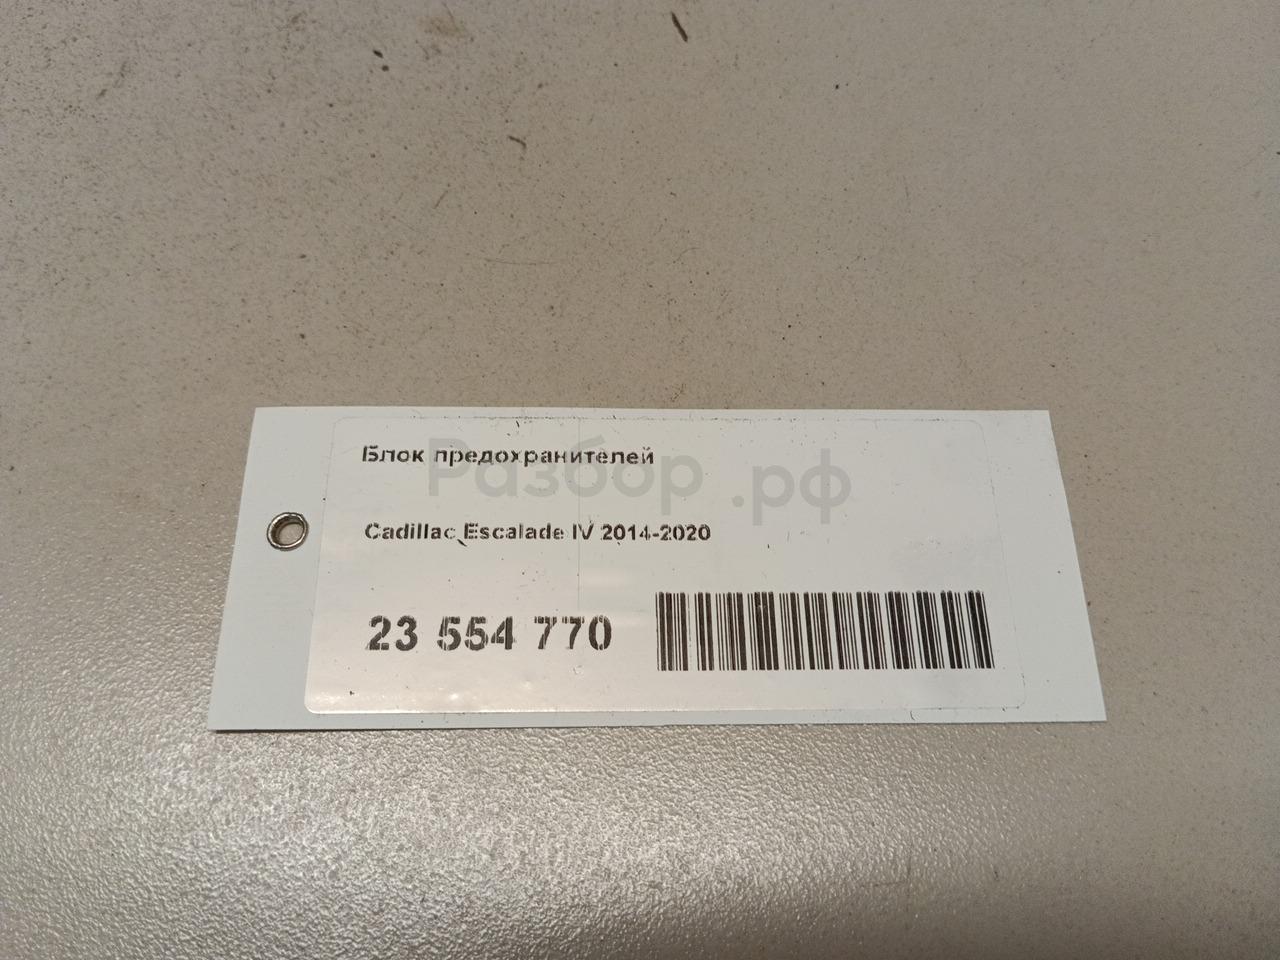 Блок предохранителей
Разбор.рф
Cadillac Escalade IV 2014-2020
23 554 770